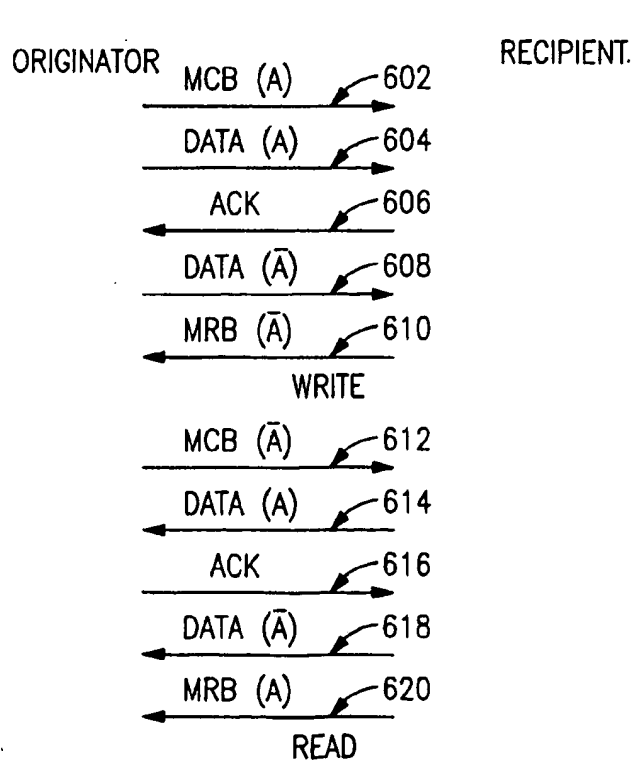 ORIGINATOR
RECIPIENT.
MCB (A) 602
DATA (A) 604
ACK 606
DATA (Ā) 608
MRB (Ā) 610
WRITE
MCB (Ā) 612
DATA (A) 614
ACK 616
DATA (Ā) 618
MRB (A) 620
READ